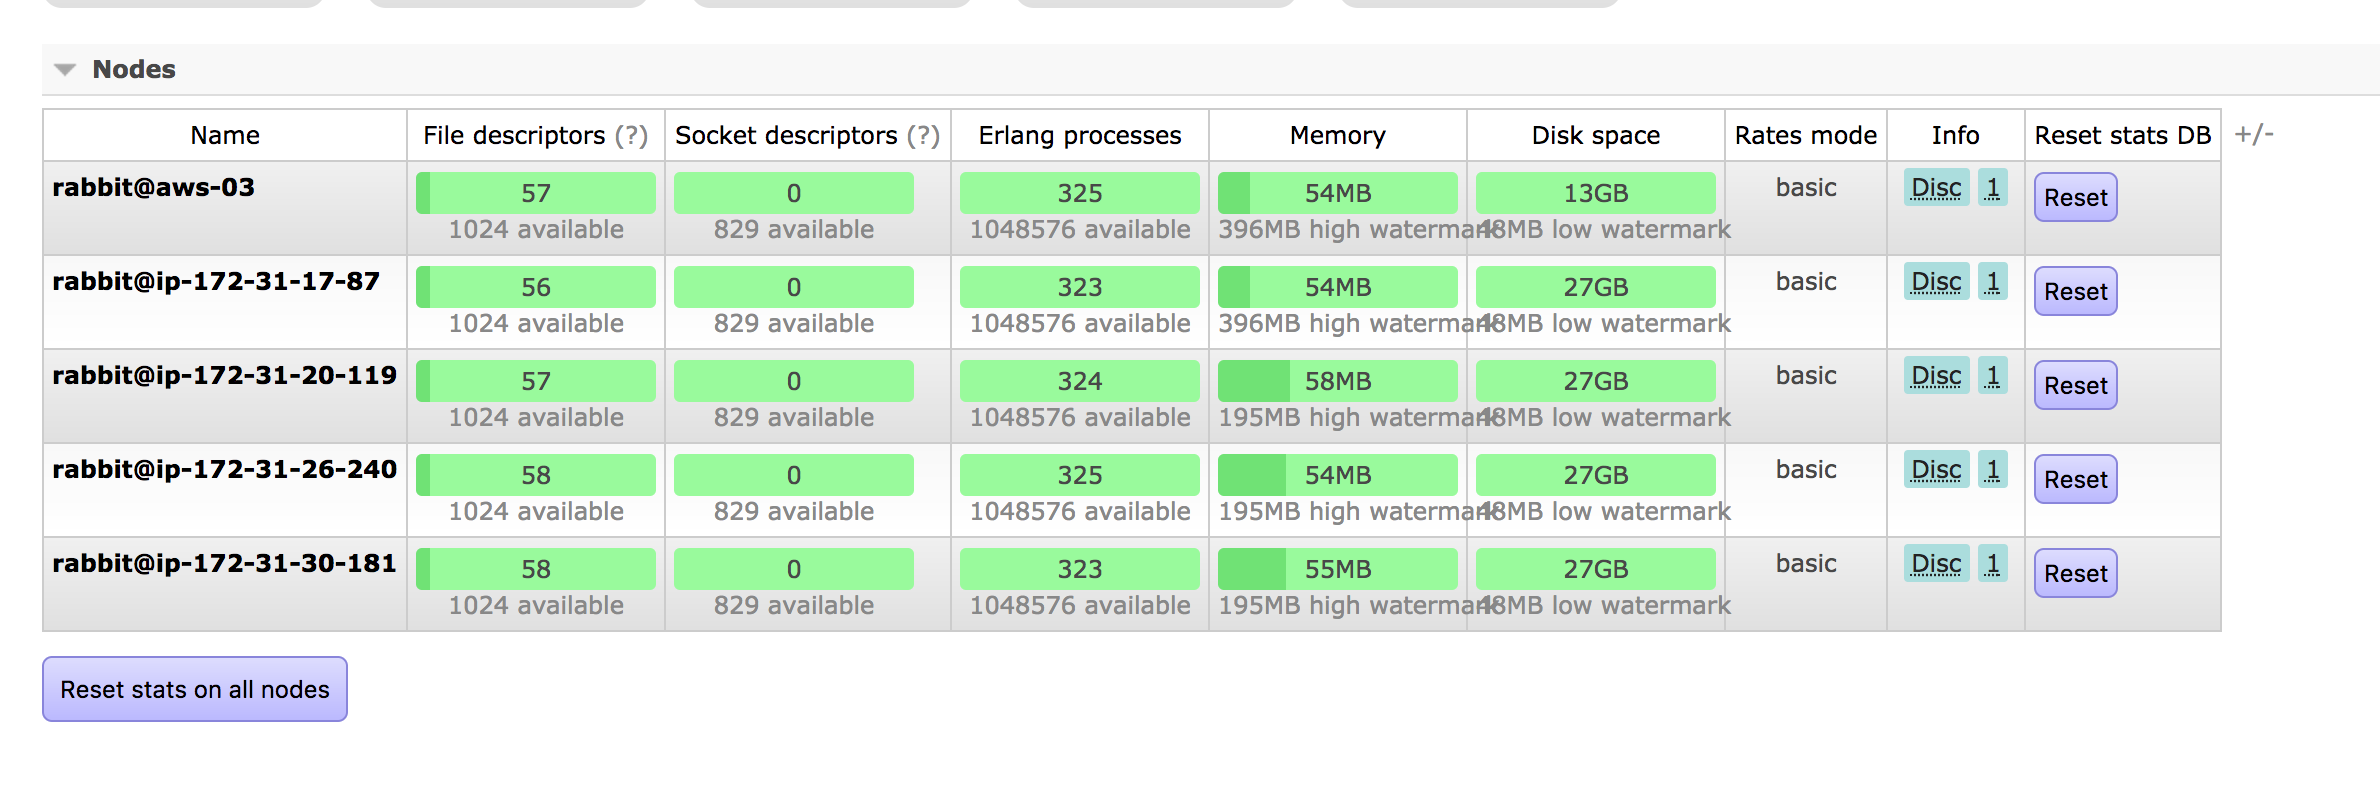 Nodes
Name File descriptors (?) Socket descriptors (?) Erlang processes Memory Disk space Rates mode Info Reset stats DB +/-
rabbit@aws-03 57 0 325 54MB 13GB basic Disc 1 Reset
1024 available 829 available 1048576 available 396MB high watermark 48MB low watermark
rabbit@ip-172-31-17-87 56 0 323 54MB 27GB basic Disc 1 Reset
1024 available 829 available 1048576 available 396MB high watermark 48MB low watermark
rabbit@ip-172-31-20-119 57 0 324 58MB 27GB basic Disc 1 Reset
1024 available 829 available 1048576 available 195MB high watermark 48MB low watermark
rabbit@ip-172-31-26-240 58 0 325 54MB 27GB basic Disc 1 Reset
1024 available 829 available 1048576 available 195MB high watermark 48MB low watermark
rabbit@ip-172-31-30-181 58 0 323 55MB 27GB basic Disc 1 Reset
1024 available 829 available 1048576 available 195MB high watermark 48MB low watermark
Reset stats on all nodes